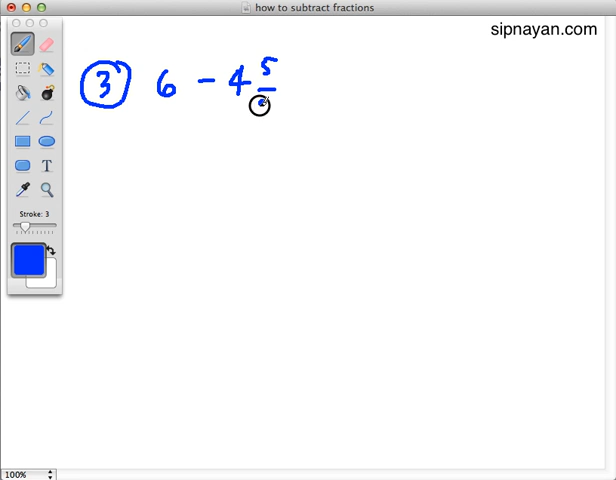 how to subtract fractions
sipnayan.com
3 6 - 4 5/
Stroke: 3
T
100%